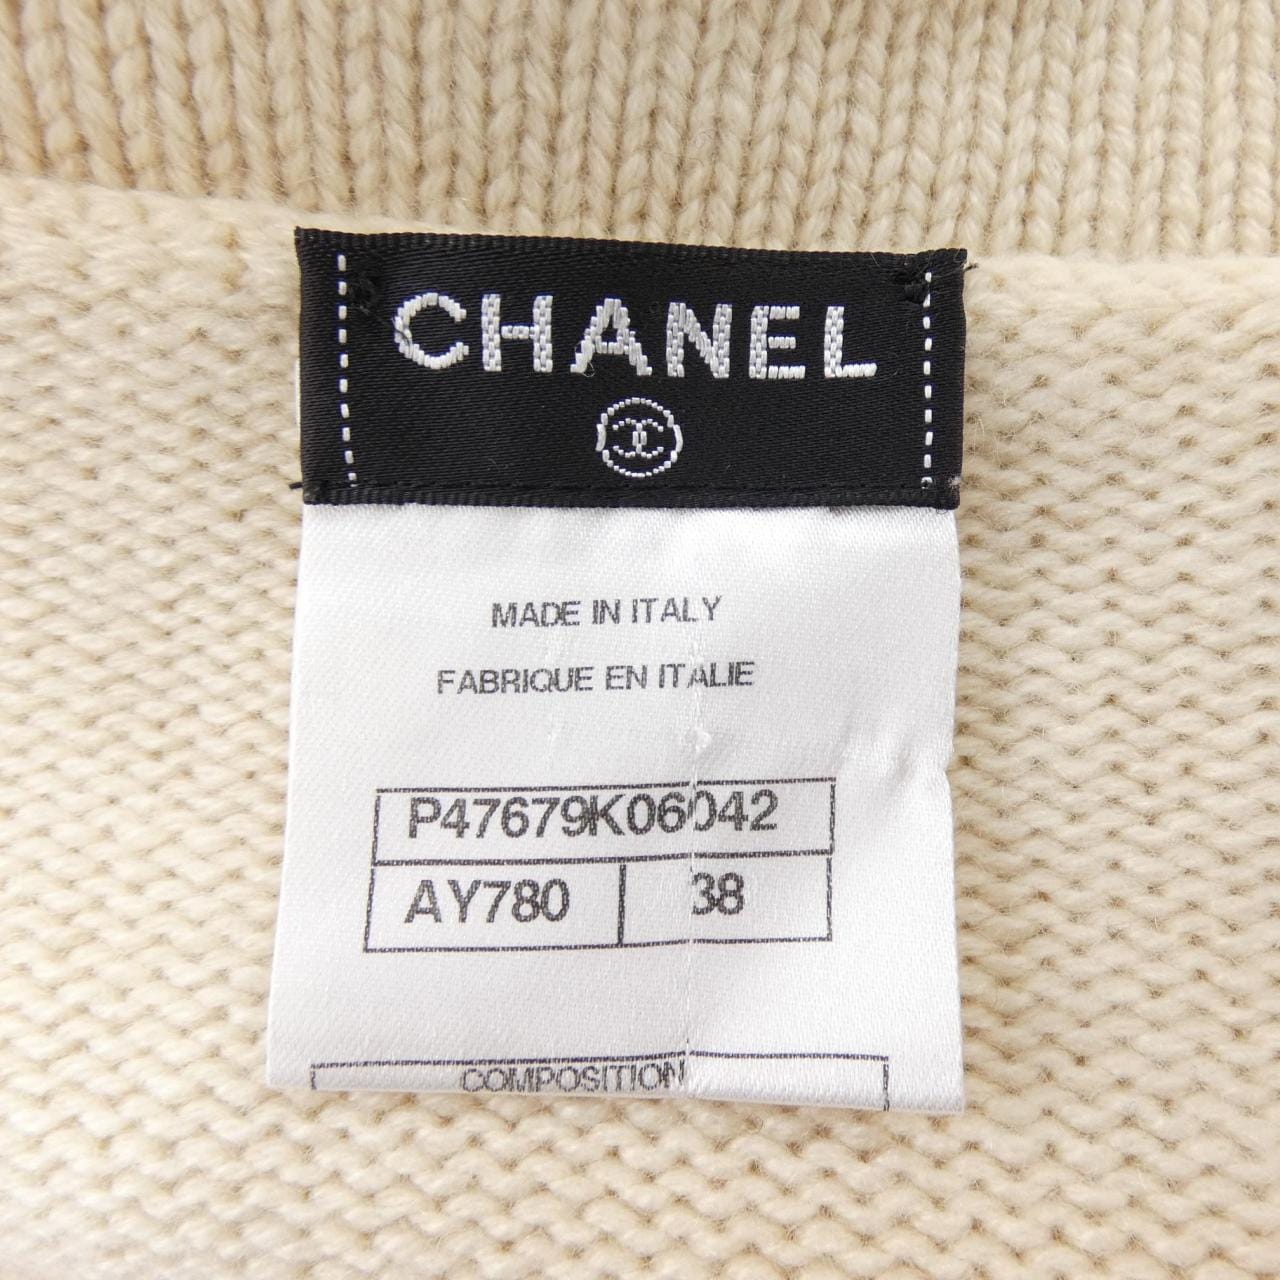 CHANEL
MADE IN ITALY
FABRIQUE EN ITALIE
P47679K06042
AY780 38
COMPOSITION